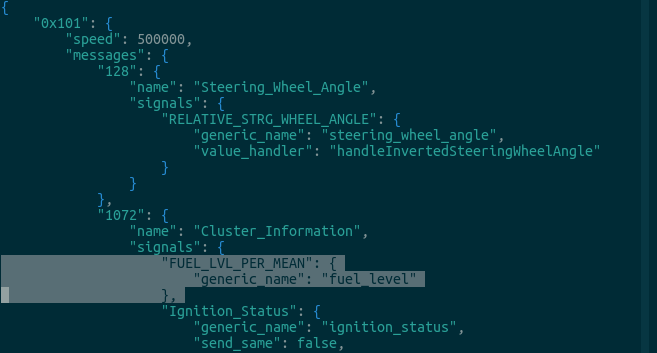 {
    "0x101": {
        "speed": 500000,
        "messages": {
            "128": {
                "name": "Steering_Wheel_Angle",
                "signals": {
                    "RELATIVE_STRG_WHEEL_ANGLE": {
                        "generic_name": "steering_wheel_angle",
                        "value_handler": "handleInvertedSteeringWheelAngle"
                    }
                }
            },
            "1072": {
                "name": "Cluster_Information",
                "signals": {
                    "FUEL_LVL_PER_MEAN": {
                        "generic_name": "fuel_level"
                    },
                    "Ignition_Status": {
                        "generic_name": "ignition_status",
                        "send_same": false,